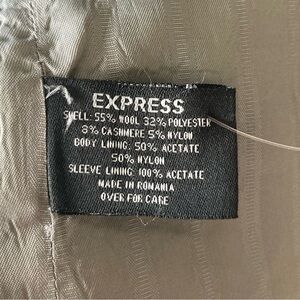 EXPRESS
SHELL: 55% WOOL 32% POLYESTER
8% CASHMERE 5% NYLON
BODY LINING: 50% ACETATE
50% NYLON
SLEEVE LINING: 100% ACETATE
MADE IN ROMANIA
OVER FOR CARE